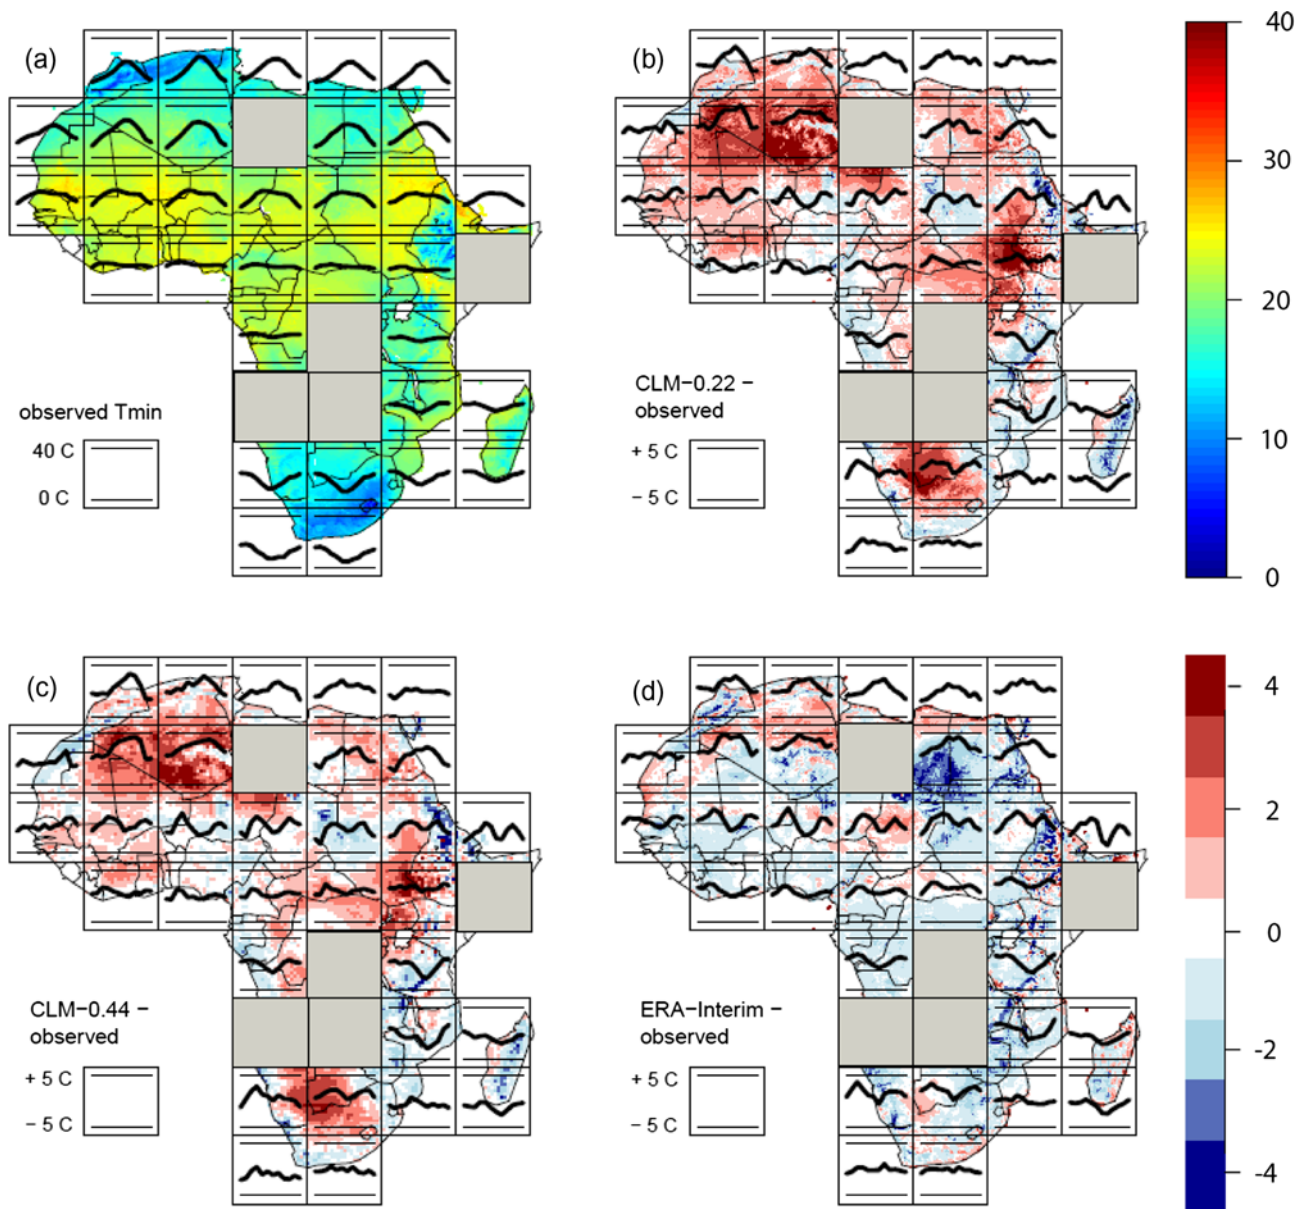 (a)
observed Tmin
40 C
0 C
(b)
CLM−0.22 −
observed
+ 5 C
− 5 C
40
30
20
10
0
(c)
CLM−0.44 −
observed
+ 5 C
− 5 C
(d)
ERA−Interim −
observed
+ 5 C
− 5 C
4
2
0
-2
-4